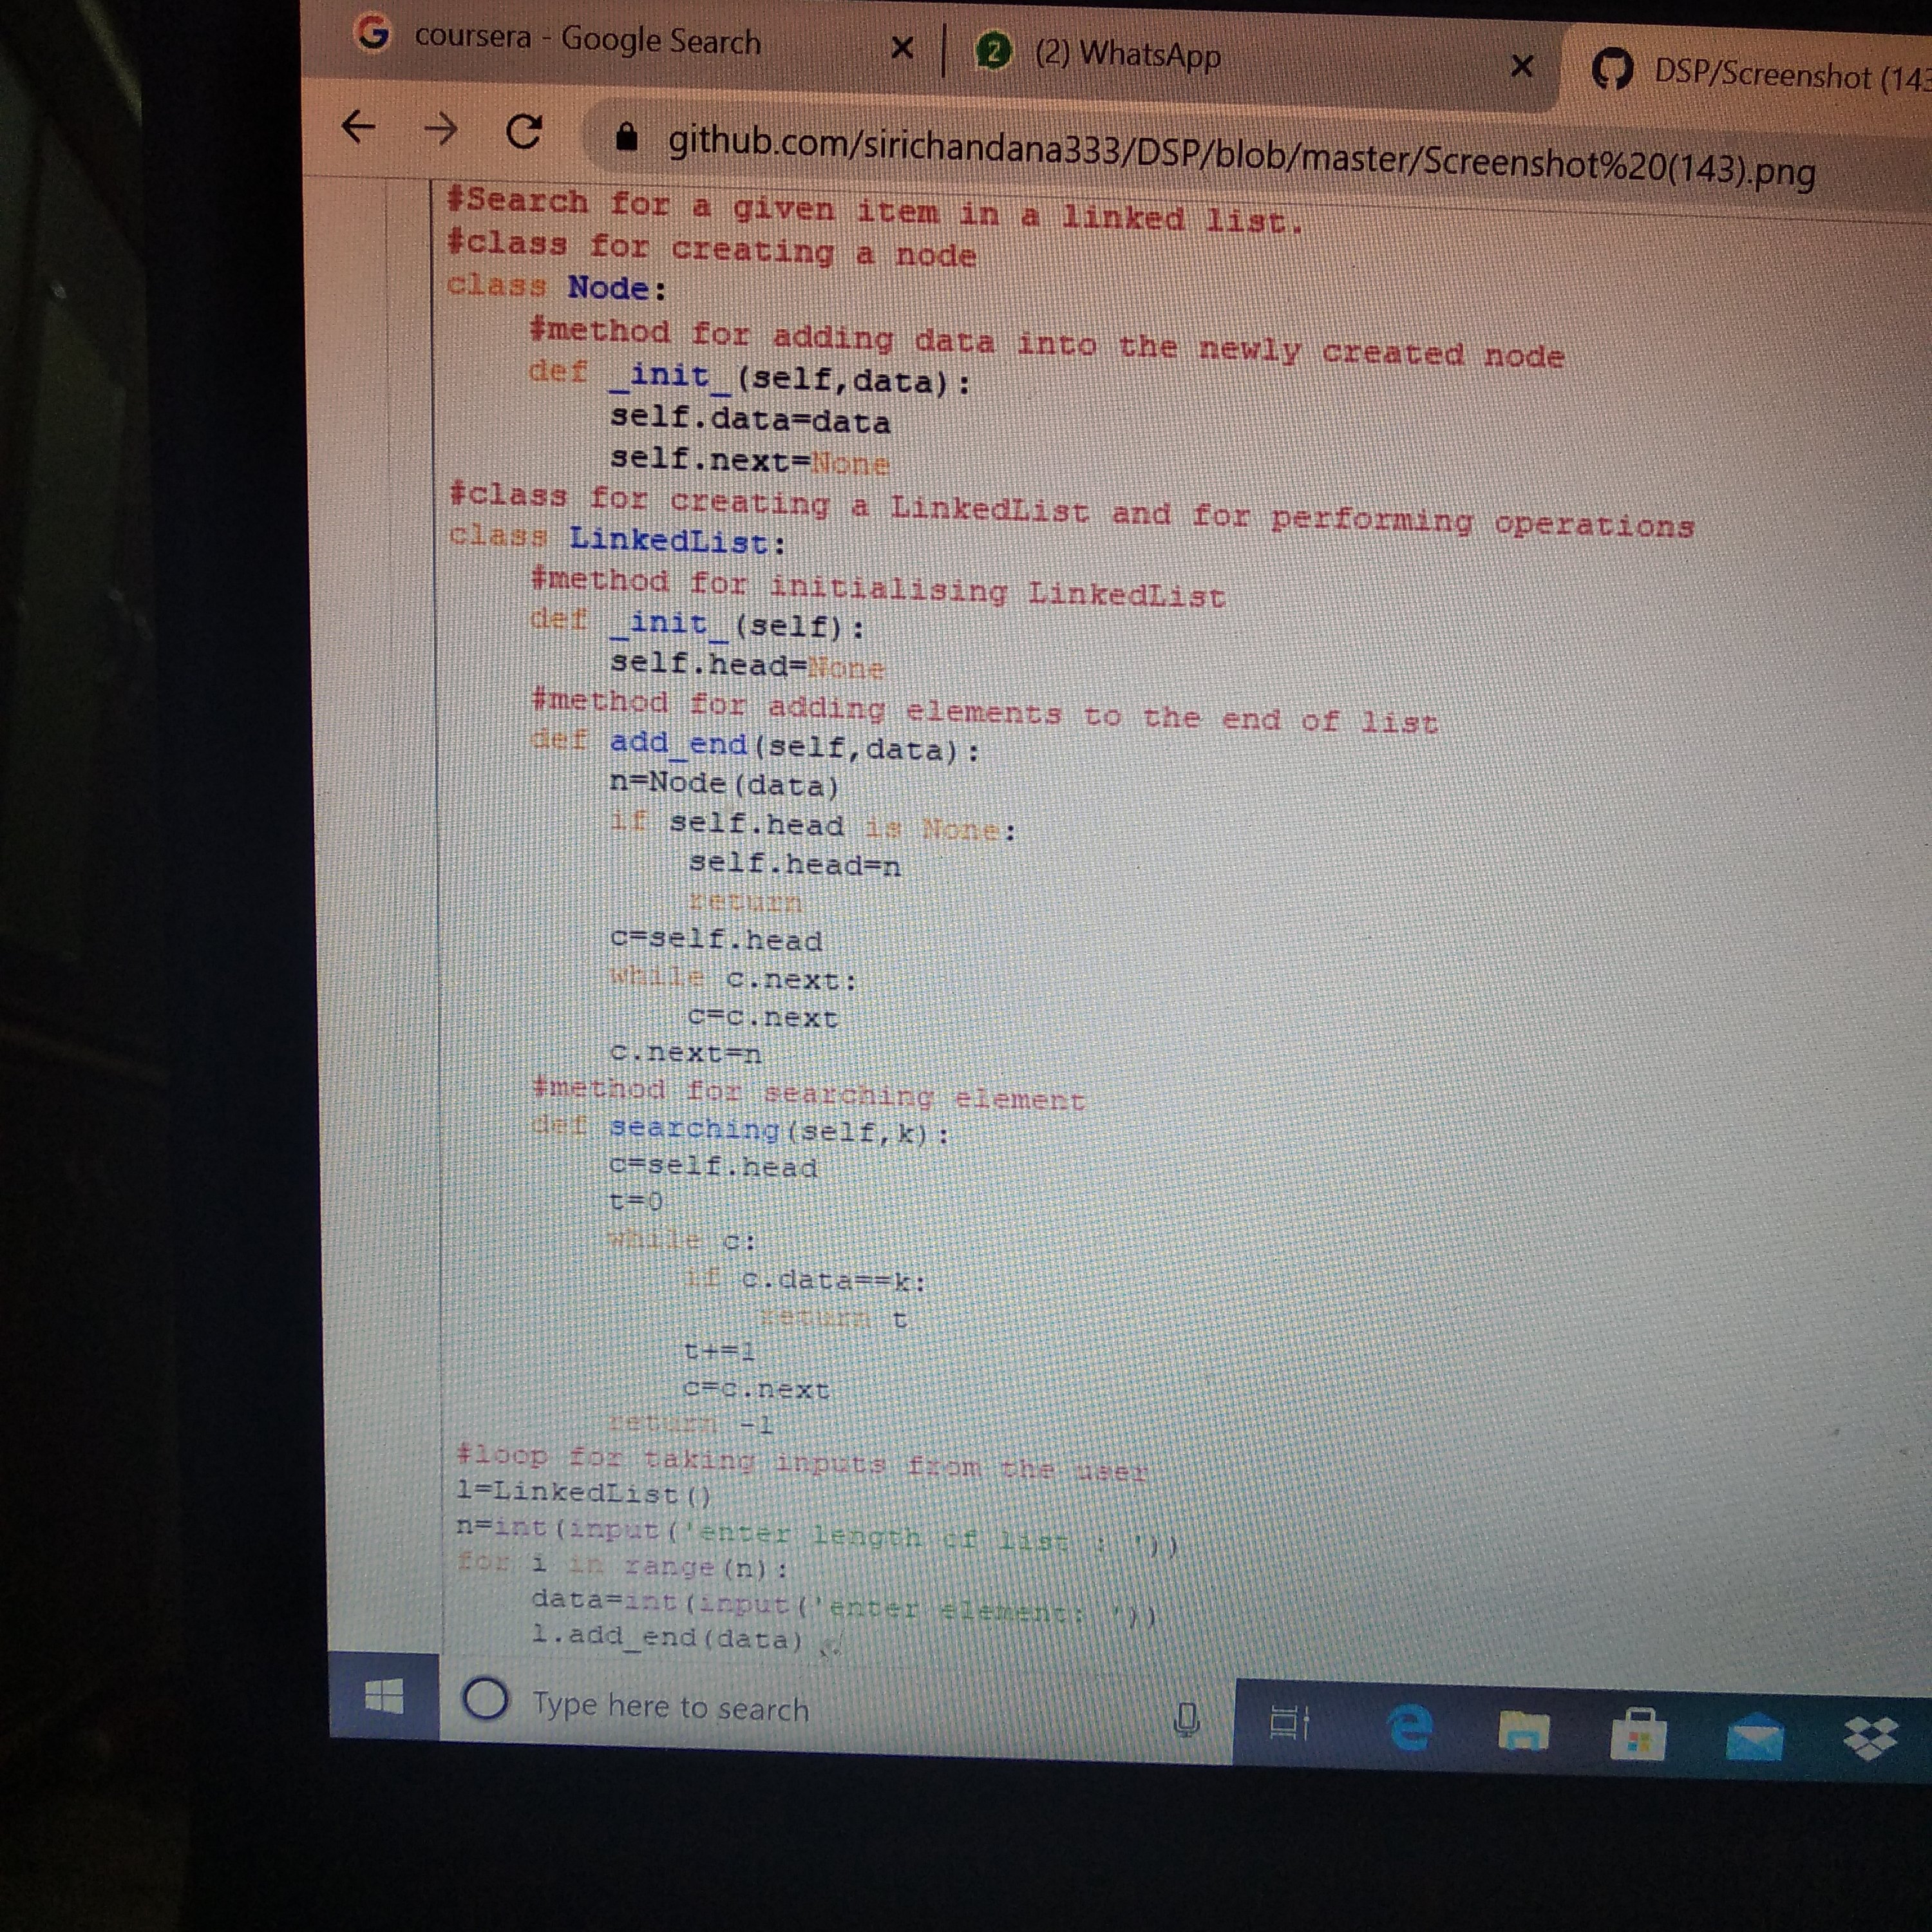 coursera - Google Search
2 (2) WhatsApp
DSP/Screenshot (143
github.com/sirichandana333/DSP/blob/master/Screenshot%20(143).png
#Search for a given item in a linked list.
#class for creating a node
class Node:
    #method for adding data into the newly created node
    def _init_(self,data):
        self.data=data
        self.next=None
#class for creating a LinkedList and for performing operations
class LinkedList:
    #method for initialising LinkedList
    def _init_(self):
        self.head=None
    #method for adding elements to the end of list
    def add_end(self,data):
        n=Node(data)
        if self.head is None:
            self.head=n
            return
        c=self.head
        while c.next:
            c=c.next
        c.next=n
    #method for searching element
    def searching(self,k):
        c=self.head
        t=0
        while c:
            if c.data==k:
                return t
            t+=1
            c=c.next
        return -1
#loop for taking inputs from the user
l=LinkedList()
n=int(input('enter length of list : '))
for i in range(n):
    data=int(input('enter element: '))
    l.add_end(data)
Type here to search